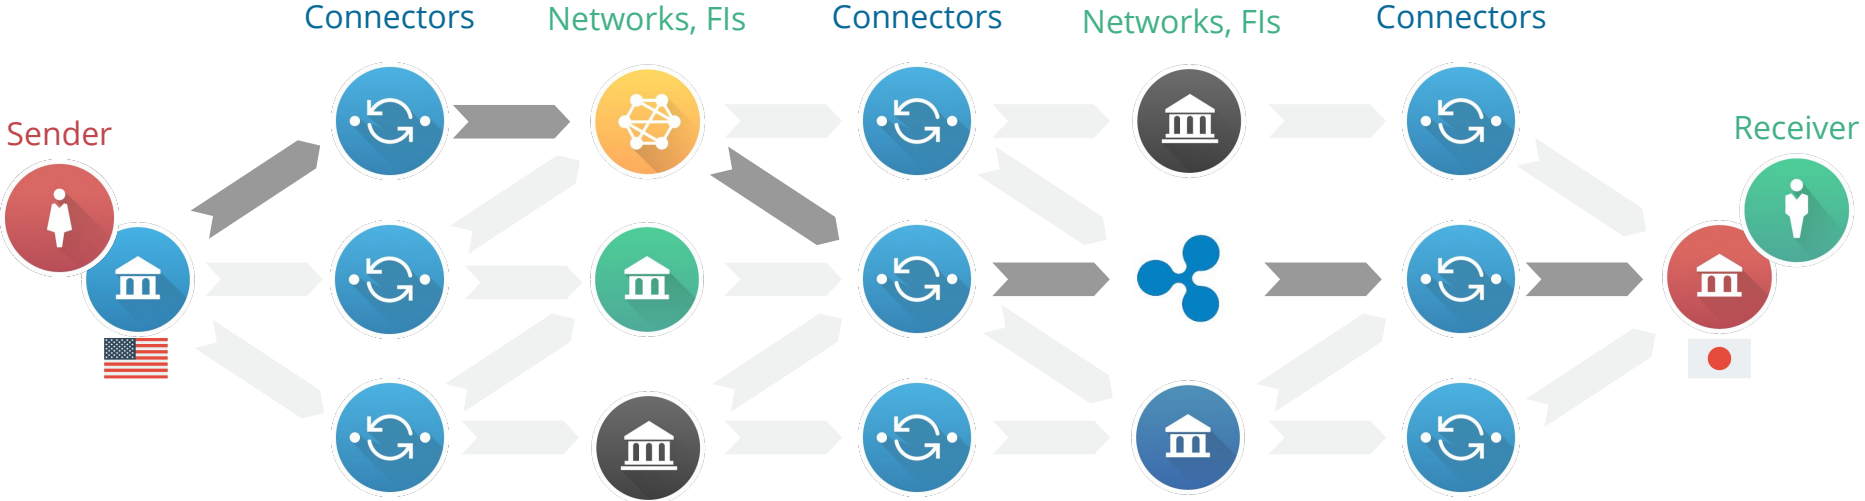 Connectors
Networks, FIs
Connectors
Networks, FIs
Connectors
Sender
Receiver